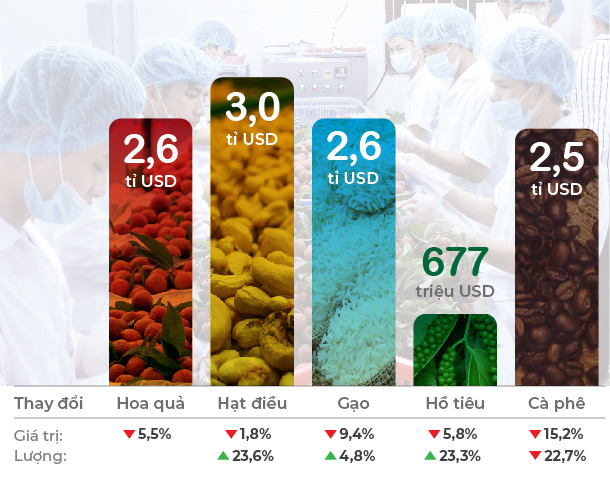 2,6
tỉ USD
3,0
tỉ USD
2,6
tỉ USD
677
triệu USD
2,5
tỉ USD
Thay đổi Hoa quả Hạt điều Gạo Hồ tiêu Cà phê
Giá trị: ▼5,5% ▼1,8% ▼9,4% ▼5,8% ▼15,2%
Lượng: ▲23,6% ▲4,8% ▲23,3% ▼22,7%